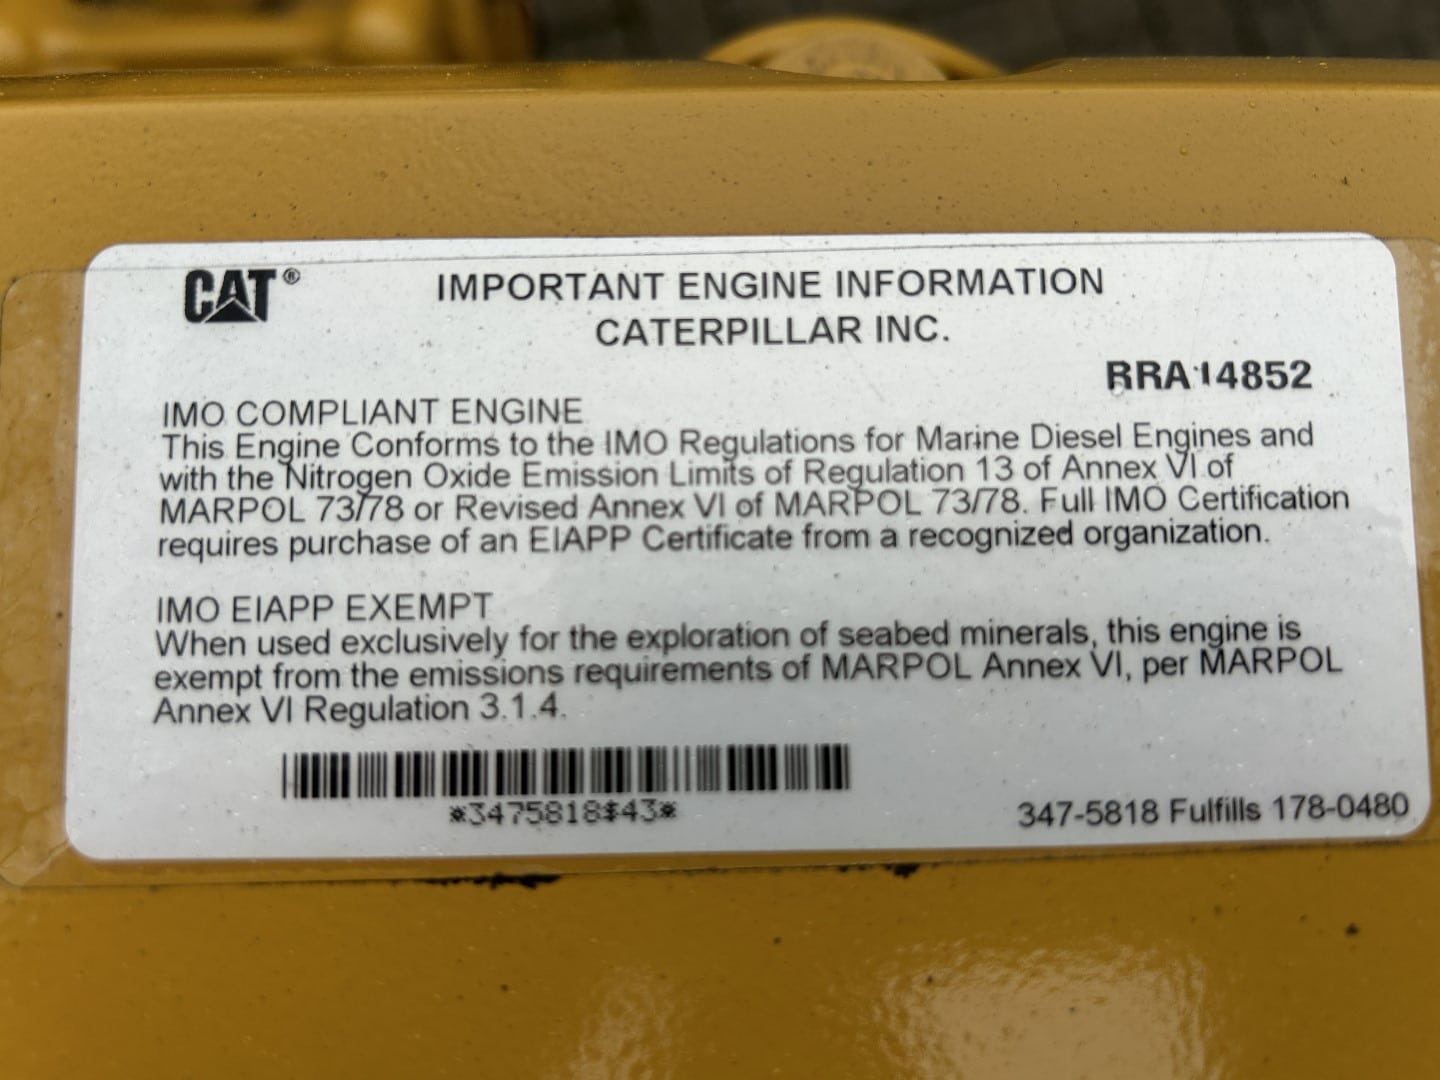 CAT®
IMPORTANT ENGINE INFORMATION
CATERPILLAR INC.
RRA14852
IMO COMPLIANT ENGINE
This Engine Conforms to the IMO Regulations for Marine Diesel Engines and
with the Nitrogen Oxide Emission Limits of Regulation 13 of Annex VI of
MARPOL 73/78 or Revised Annex VI of MARPOL 73/78. Full IMO Certification
requires purchase of an EIAPP Certificate from a recognized organization.
IMO EIAPP EXEMPT
When used exclusively for the exploration of seabed minerals, this engine is
exempt from the emissions requirements of MARPOL Annex VI, per MARPOL
Annex VI Regulation 3.1.4.
*3475818$43*
347-5818 Fulfills 178-0480